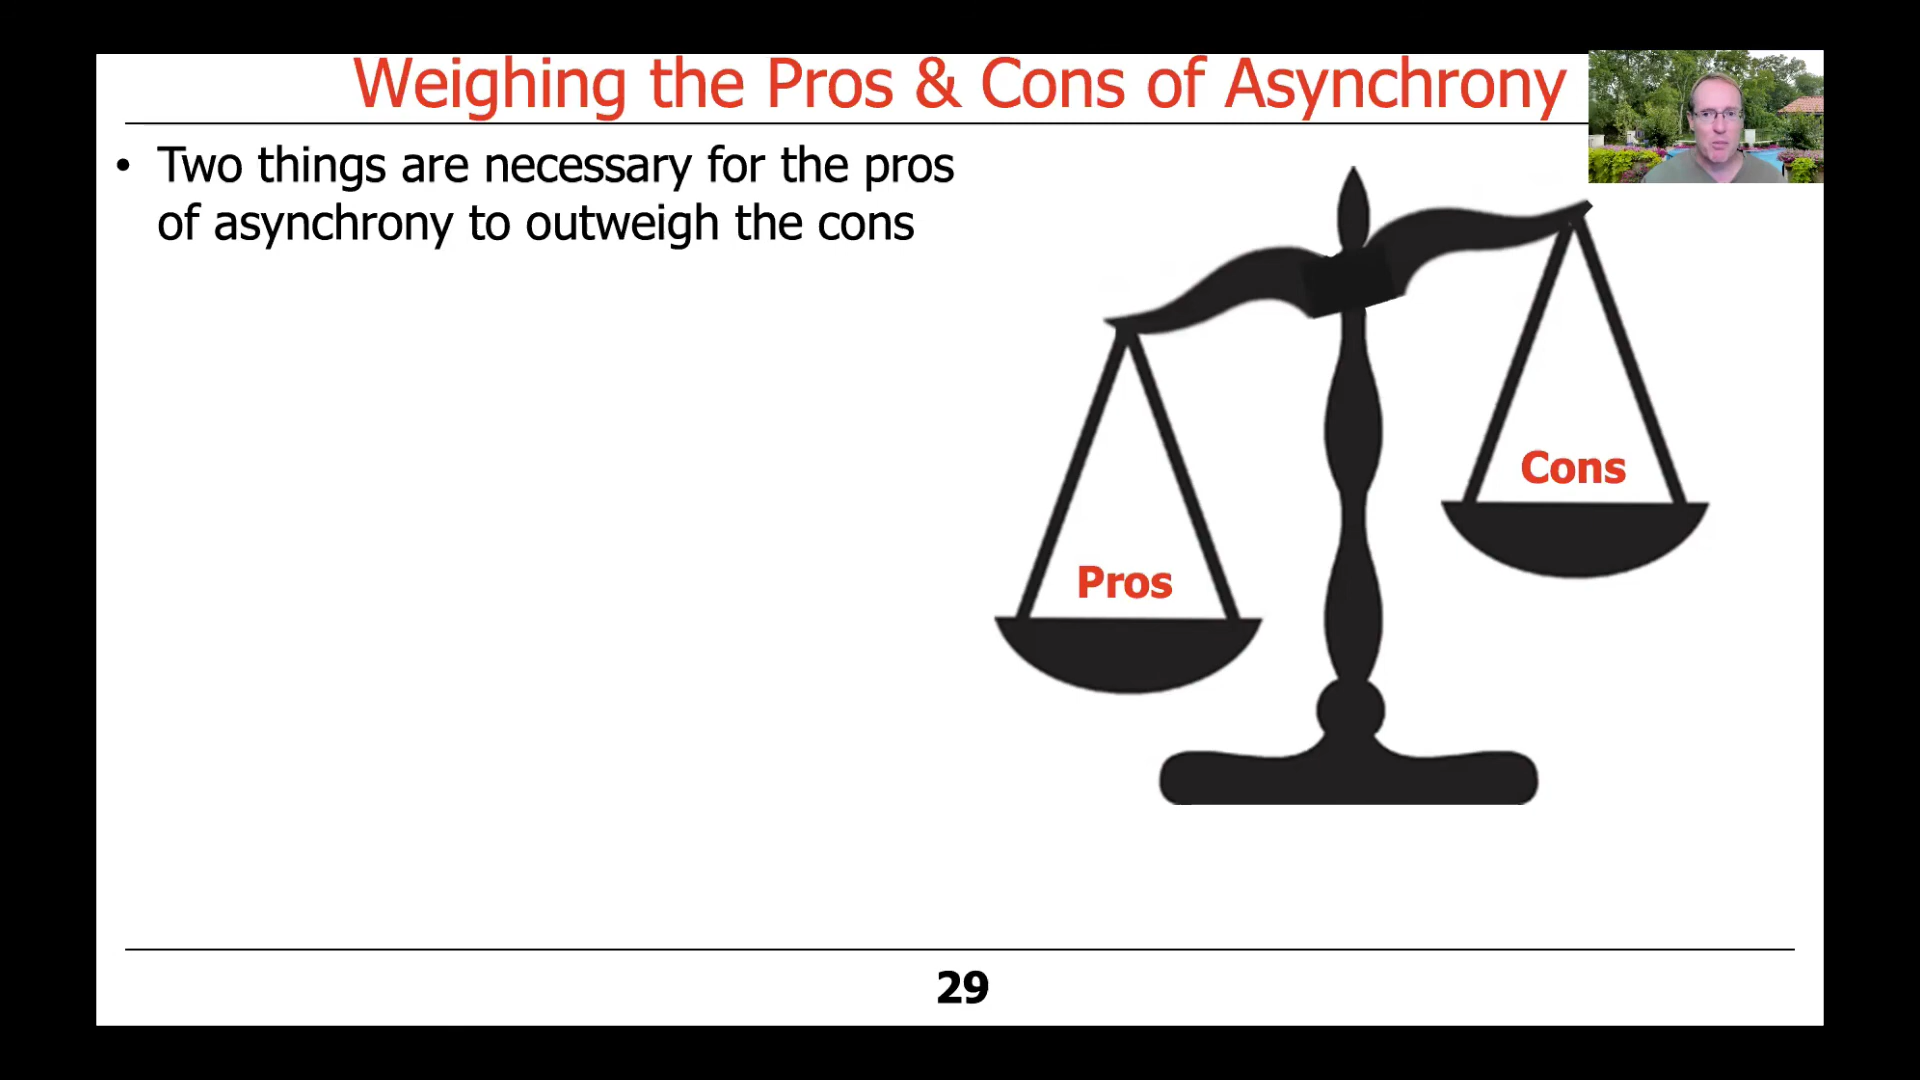 Weighing the Pros & Cons of Asynchrony
• Two things are necessary for the pros
of asynchrony to outweigh the cons
Cons
Pros
29